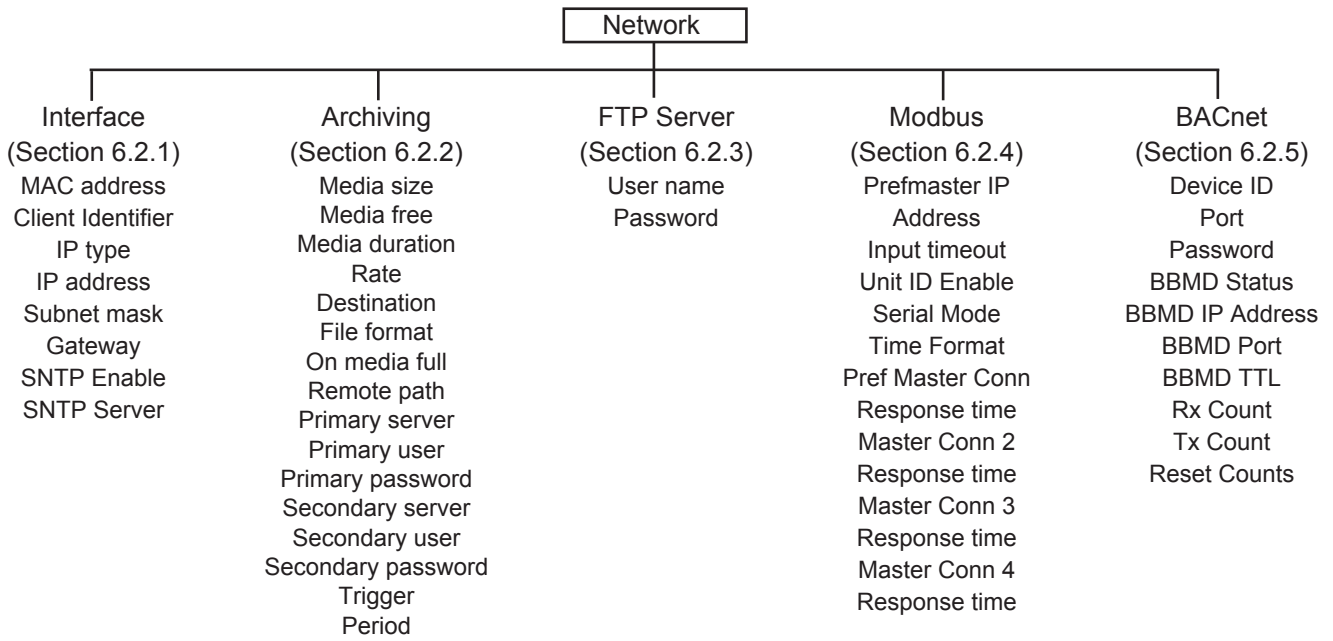 Network
Interface
(Section 6.2.1)
MAC address
Client Identifier
IP type
IP address
Subnet mask
Gateway
SNTP Enable
SNTP Server
Archiving
(Section 6.2.2)
Media size
Media free
Media duration
Rate
Destination
File format
On media full
Remote path
Primary server
Primary user
Primary password
Secondary server
Secondary user
Secondary password
Trigger
Period
FTP Server
(Section 6.2.3)
User name
Password
Modbus
(Section 6.2.4)
Prefmaster IP
Address
Input timeout
Unit ID Enable
Serial Mode
Time Format
Pref Master Conn
Response time
Master Conn 2
Response time
Master Conn 3
Response time
Master Conn 4
Response time
BACnet
(Section 6.2.5)
Device ID
Port
Password
BBMD Status
BBMD IP Address
BBMD Port
BBMD TTL
Rx Count
Tx Count
Reset Counts